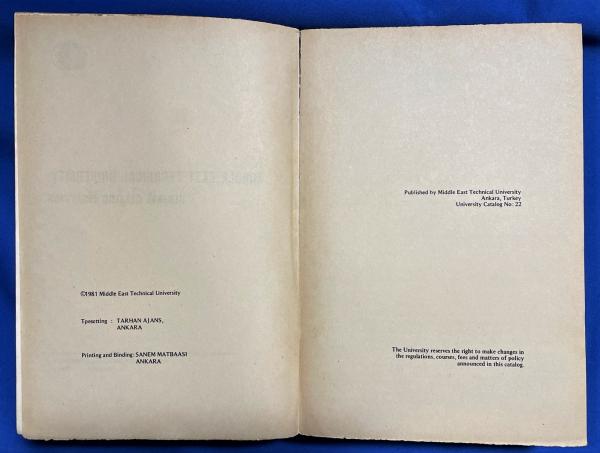 ©1981 Middle East Technical University
Tpesetting : TARHAN AJANS,
ANKARA
Printing and Binding: SANEM MATBAASI
ANKARA
Published by Middle East Technical University
Ankara, Turkey
University Catalog No: 22
The University reserves the right to make changes in
the regulations, courses, fees and matters of policy
announced in this catalog.